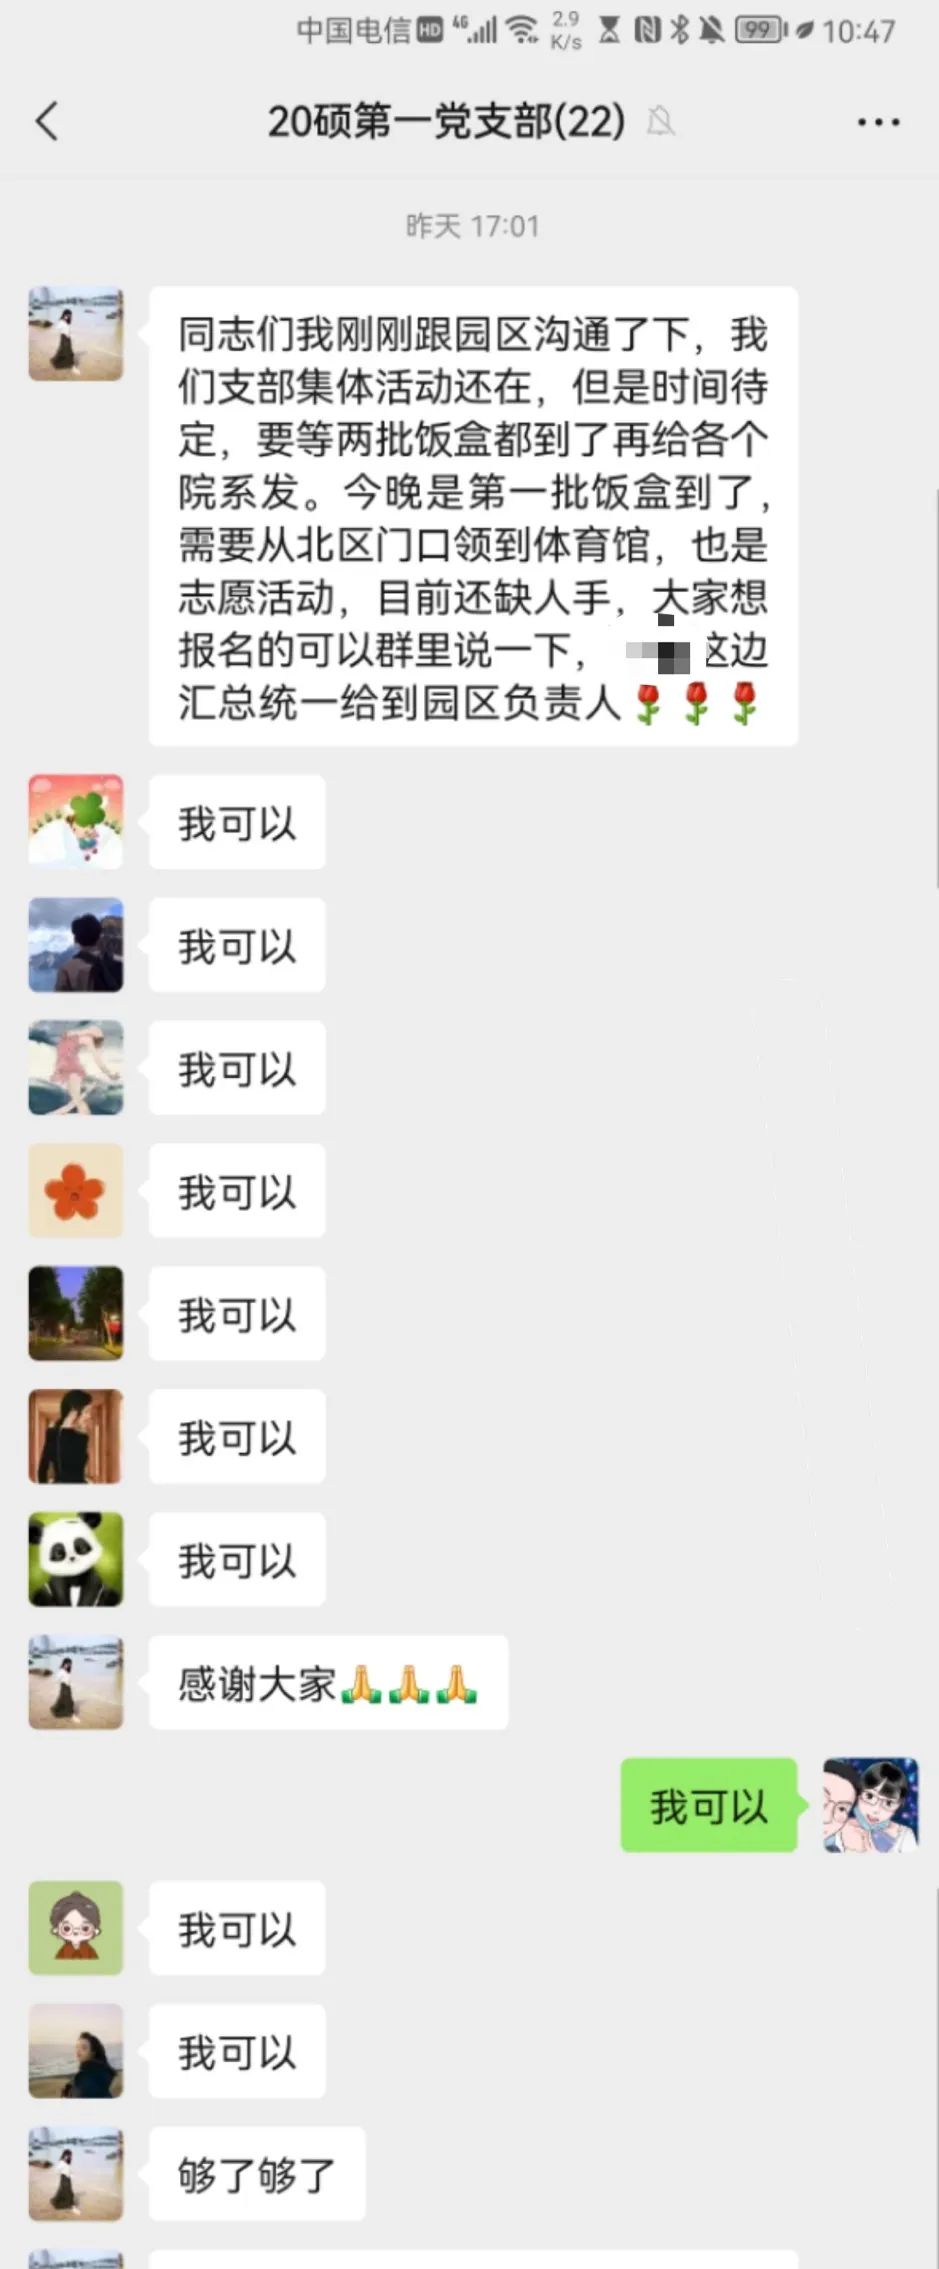 中国电信 HD 4G 2.9 K/s 99 10:47
20硕第一党支部(22)
昨天 17:01
同志们我刚刚跟园区沟通了下，我
们支部集体活动还在，但是时间待
定，要等两批饭盒都到了再给各个
院系发。今晚是第一批饭盒到了，
需要从北区门口领到体育馆，也是
志愿活动，目前还缺人手，大家想
报名的可以群里说一下，这边
汇总统一给到园区负责人🌹🌹🌹
我可以
我可以
我可以
我可以
我可以
我可以
我可以
感谢大家🙏🙏🙏
我可以
我可以
我可以
够了够了